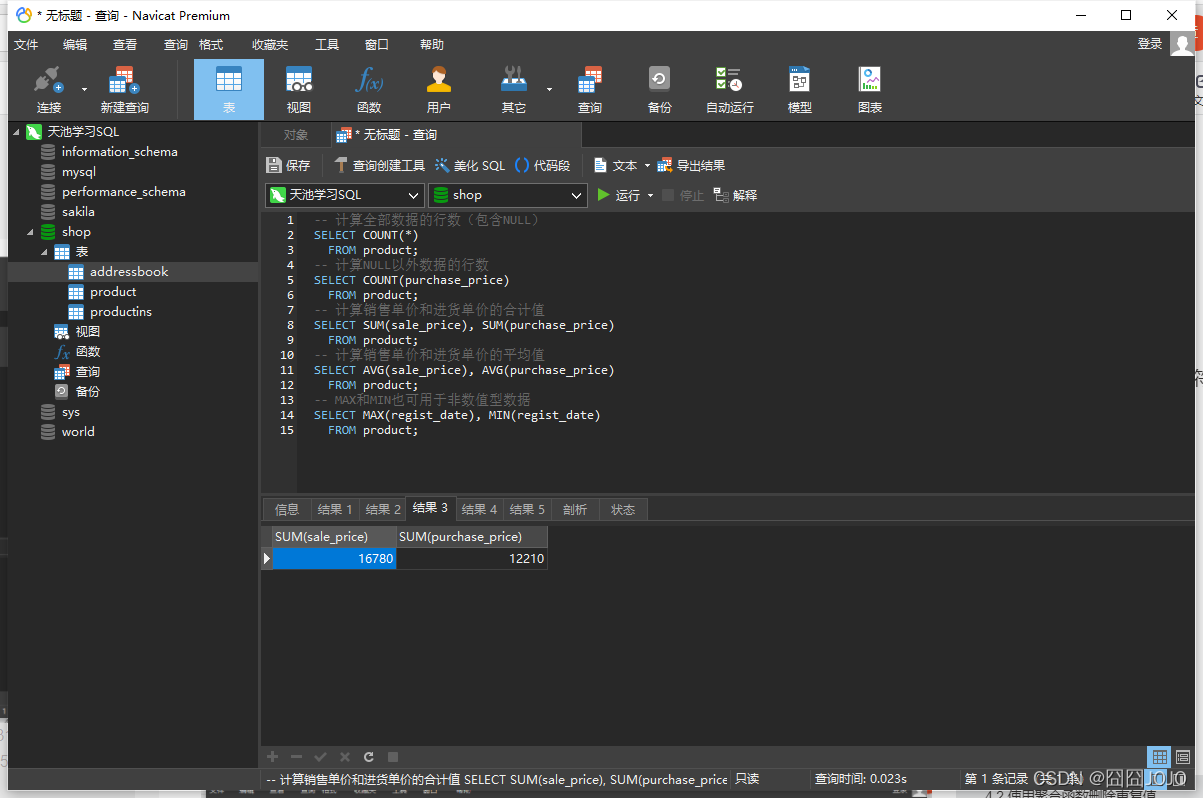 * 无标题 - 查询 - Navicat Premium
文件 编辑 查看 查询 格式 收藏夹 工具 窗口 帮助 登录
连接 新建查询 表 视图 函数 用户 其它 查询 备份 自动运行 模型 图表
天池学习SQL
information_schema
mysql
performance_schema
sakila
shop
表
addressbook
product
productins
视图
函数
查询
备份
sys
world
对象 * 无标题 - 查询
保存 查询创建工具 美化 SQL 代码段 文本 导出结果
天池学习SQL shop 运行 停止 解释
1 -- 计算全部数据的行数（包含NULL）
2 SELECT COUNT(*)
3 FROM product;
4 -- 计算NULL以外数据的行数
5 SELECT COUNT(purchase_price)
6 FROM product;
7 -- 计算销售单价和进货单价的合计值
8 SELECT SUM(sale_price), SUM(purchase_price)
9 FROM product;
10 -- 计算销售单价和进货单价的平均值
11 SELECT AVG(sale_price), AVG(purchase_price)
12 FROM product;
13 -- MAX和MIN也可用于非数值型数据
14 SELECT MAX(regist_date), MIN(regist_date)
15 FROM product;
信息 结果 1 结果 2 结果 3 结果 4 结果 5 剖析 状态
SUM(sale_price) SUM(purchase_price)
16780 12210
-- 计算销售单价和进货单价的合计值 SELECT SUM(sale_price), SUM(purchase_price 只读 查询时间: 0.023s 第 1 条记录
CSDN @囧囧JOJO
4.2 使用聚合函数删除重复值